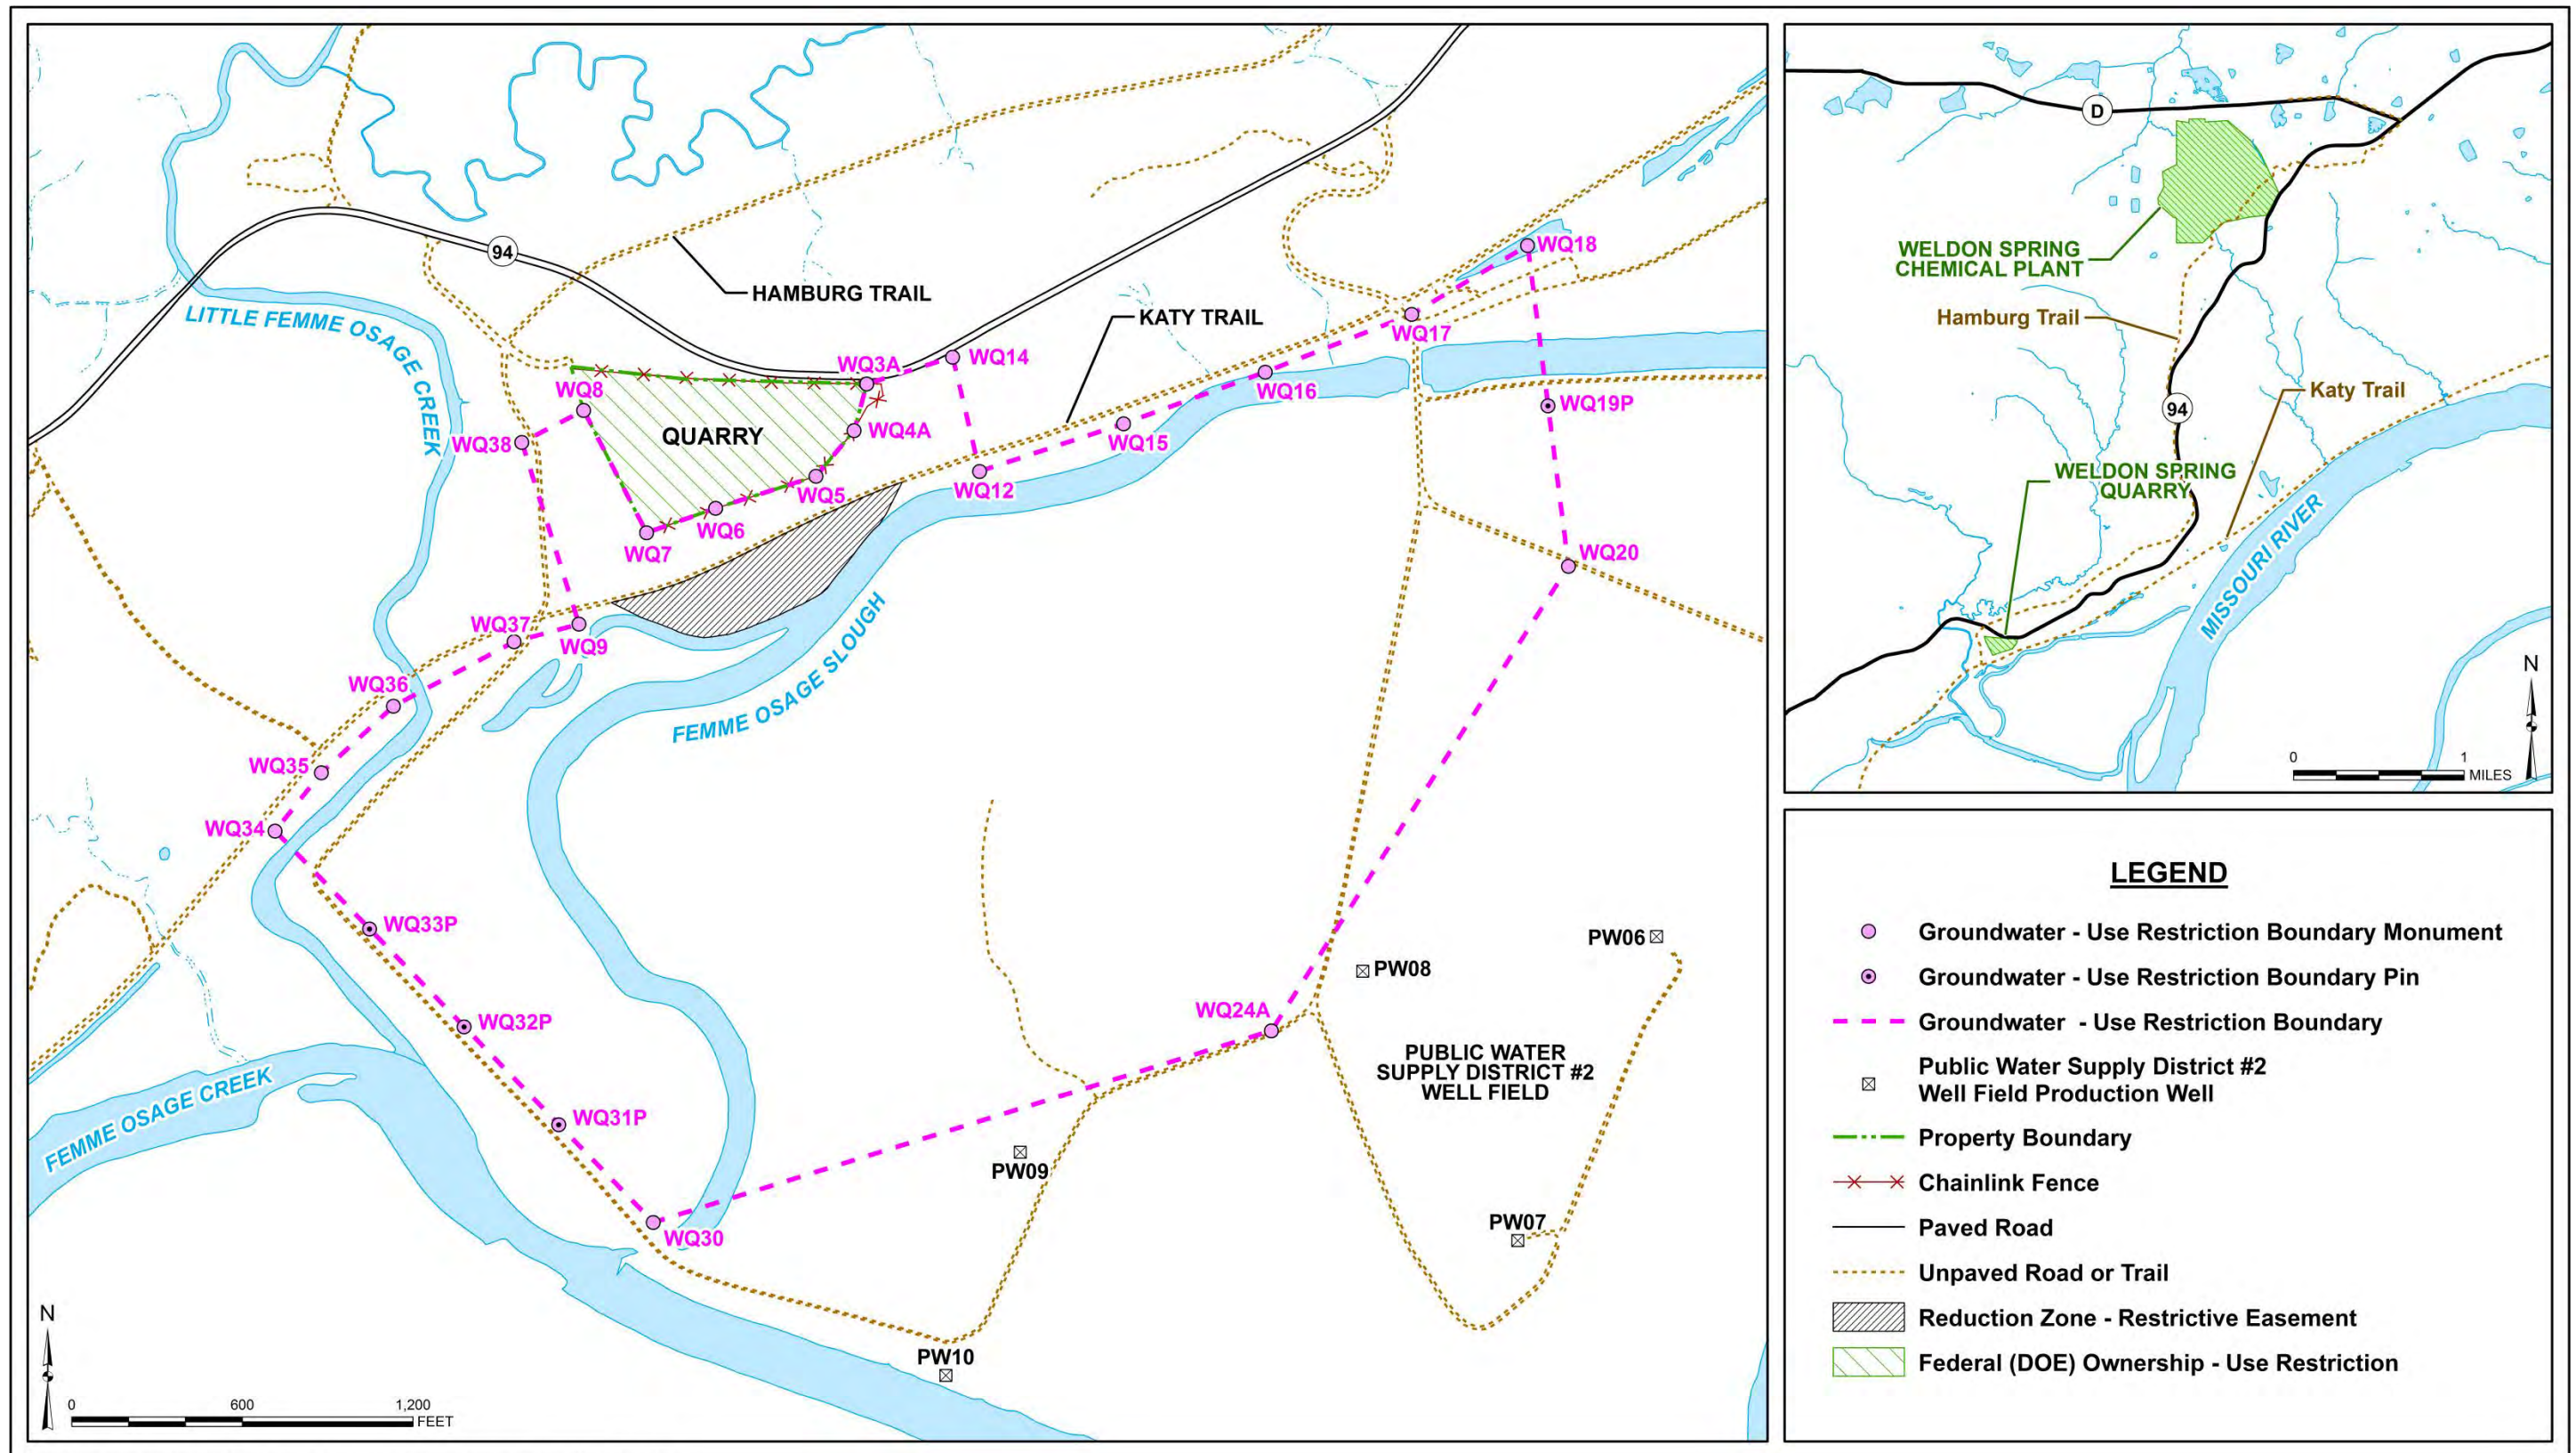 94
HAMBURG TRAIL
KATY TRAIL
LITTLE FEMME OSAGE CREEK
QUARRY
WQ18
WQ17
WQ14
WQ3A
WQ16
WQ8
WQ19P
WQ4A
WQ15
WQ38
WQ12
WQ5
WQ6
WQ7
WQ20
WQ37
WQ9
FEMME OSAGE SLOUGH
WQ36
WQ35
WQ34
WQ33P
WQ32P
WQ31P
WQ30
WQ24A
PW06
PW08
PUBLIC WATER
SUPPLY DISTRICT #2
WELL FIELD
PW09
PW07
PW10
FEMME OSAGE CREEK
N
0 600 1,200
FEET
D
WELDON SPRING
CHEMICAL PLANT
Hamburg Trail
Katy Trail
94
WELDON SPRING
QUARRY
MISSOURI RIVER
N
0 1
MILES
LEGEND
Groundwater - Use Restriction Boundary Monument
Groundwater - Use Restriction Boundary Pin
Groundwater - Use Restriction Boundary
Public Water Supply District #2
Well Field Production Well
Property Boundary
Chainlink Fence
Paved Road
Unpaved Road or Trail
Reduction Zone - Restrictive Easement
Federal (DOE) Ownership - Use Restriction